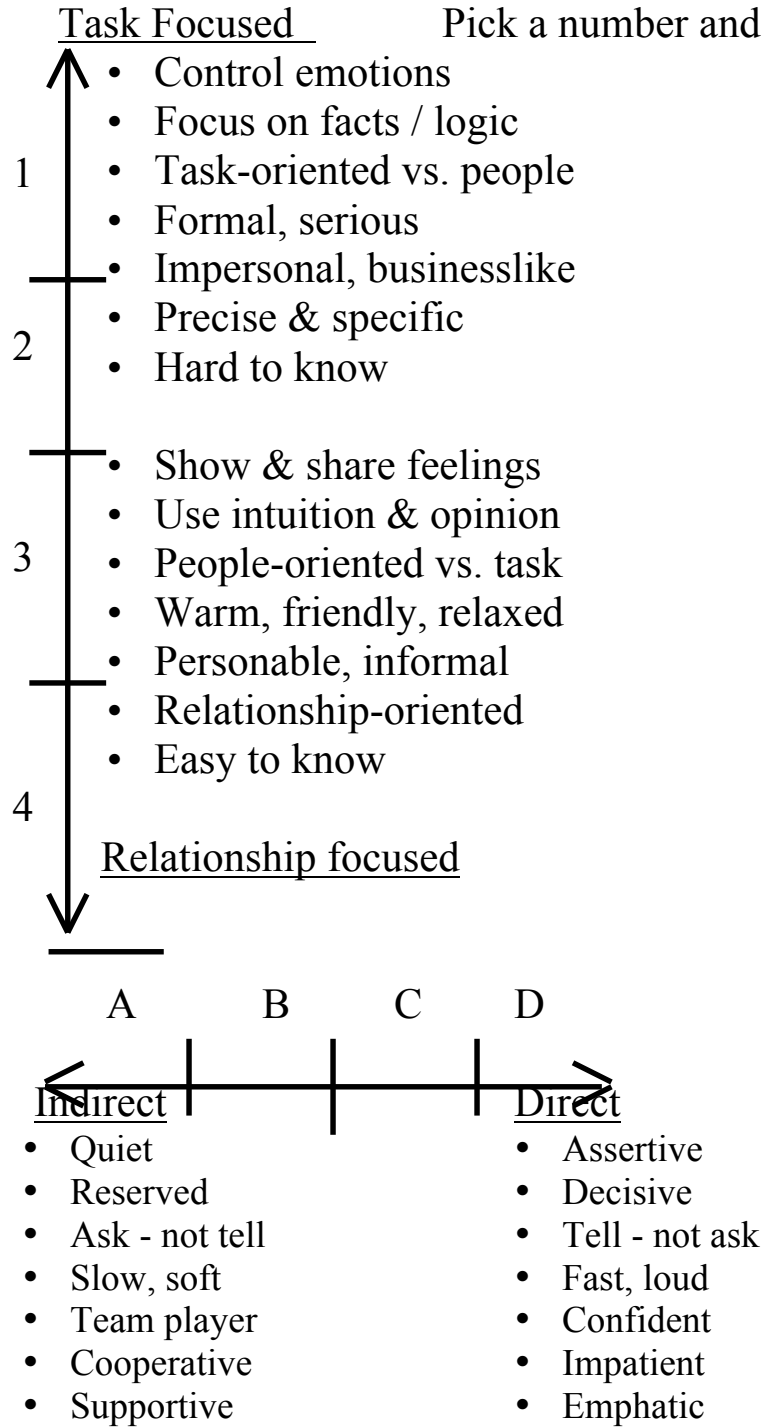 Task Focused Pick a number and
• Control emotions
• Focus on facts / logic
1
• Task-oriented vs. people
• Formal, serious
• Impersonal, businesslike
• Precise & specific
2
• Hard to know
• Show & share feelings
• Use intuition & opinion
3
• People-oriented vs. task
• Warm, friendly, relaxed
• Personable, informal
• Relationship-oriented
• Easy to know
4
Relationship focused
A B C D
Indirect
• Quiet
• Reserved
• Ask - not tell
• Slow, soft
• Team player
• Cooperative
• Supportive
Direct
• Assertive
• Decisive
• Tell - not ask
• Fast, loud
• Confident
• Impatient
• Emphatic